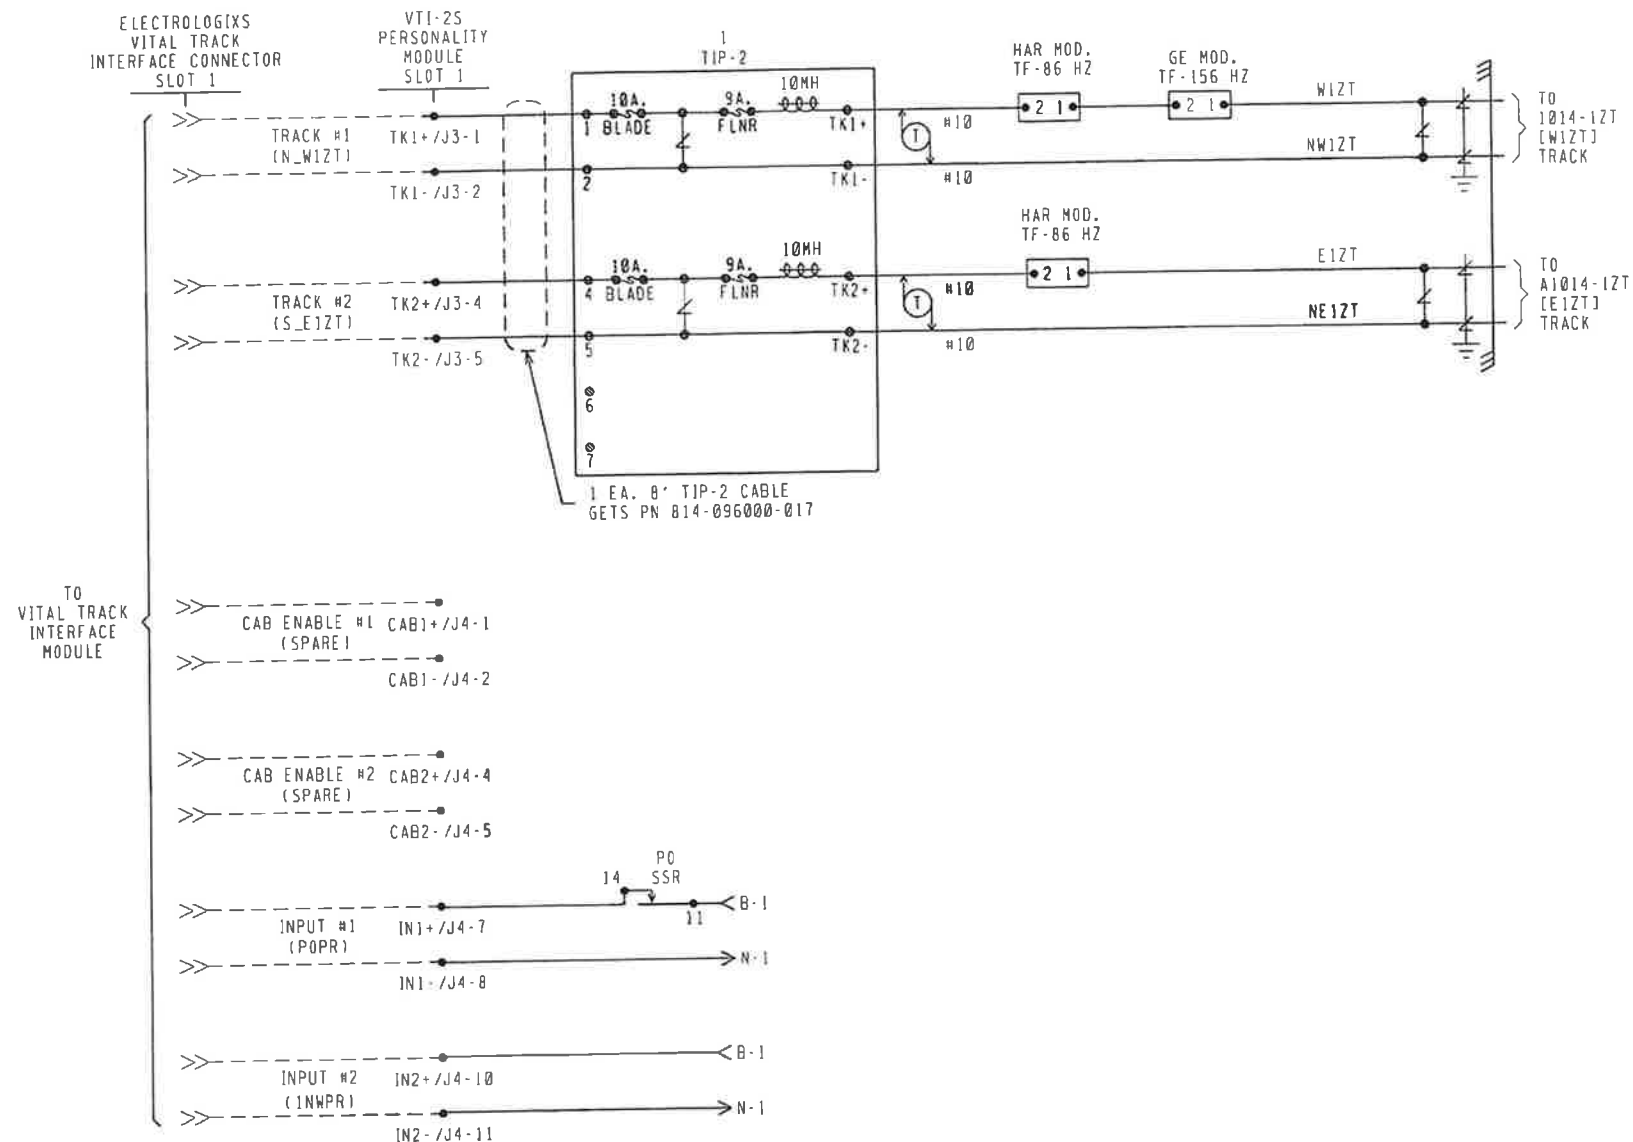 ELECTROLOGIXS
VITAL TRACK
INTERFACE CONNECTOR
SLOT 1
VTI-2S
PERSONALITY
MODULE
SLOT 1
1
TIP-2
HAR MOD.
TF-86 HZ
GE MOD.
TF-156 HZ
10A.
BLADE
9A.
FLNR
10MH
1
TK1+
#10
2 1
2 1
W1ZT
TO
1014-1ZT
[W1ZT]
TRACK
TRACK #1
(N_W1ZT)
TK1+/J3-1
T
NW1ZT
TK1-/J3-2
2
TK1-
#10
HAR MOD.
TF-86 HZ
10A.
BLADE
9A.
FLNR
10MH
4
TK2+
#10
2 1
E1ZT
TO
A1014-1ZT
[E1ZT]
TRACK
TRACK #2
(S_E1ZT)
TK2+/J3-4
T
NE1ZT
TK2-/J3-5
5
TK2-
#10
6
7
1 EA. 8' TIP-2 CABLE
GETS PN 814-096000-017
TO
VITAL TRACK
INTERFACE
MODULE
CAB ENABLE #1
(SPARE)
CAB1+/J4-1
CAB1-/J4-2
CAB ENABLE #2
(SPARE)
CAB2+/J4-4
CAB2-/J4-5
PO
SSR
14
11
B-1
INPUT #1
(POPR)
IN1+/J4-7
N-1
IN1-/J4-8
B-1
INPUT #2
(1NWPR)
IN2+/J4-10
N-1
IN2-/J4-11